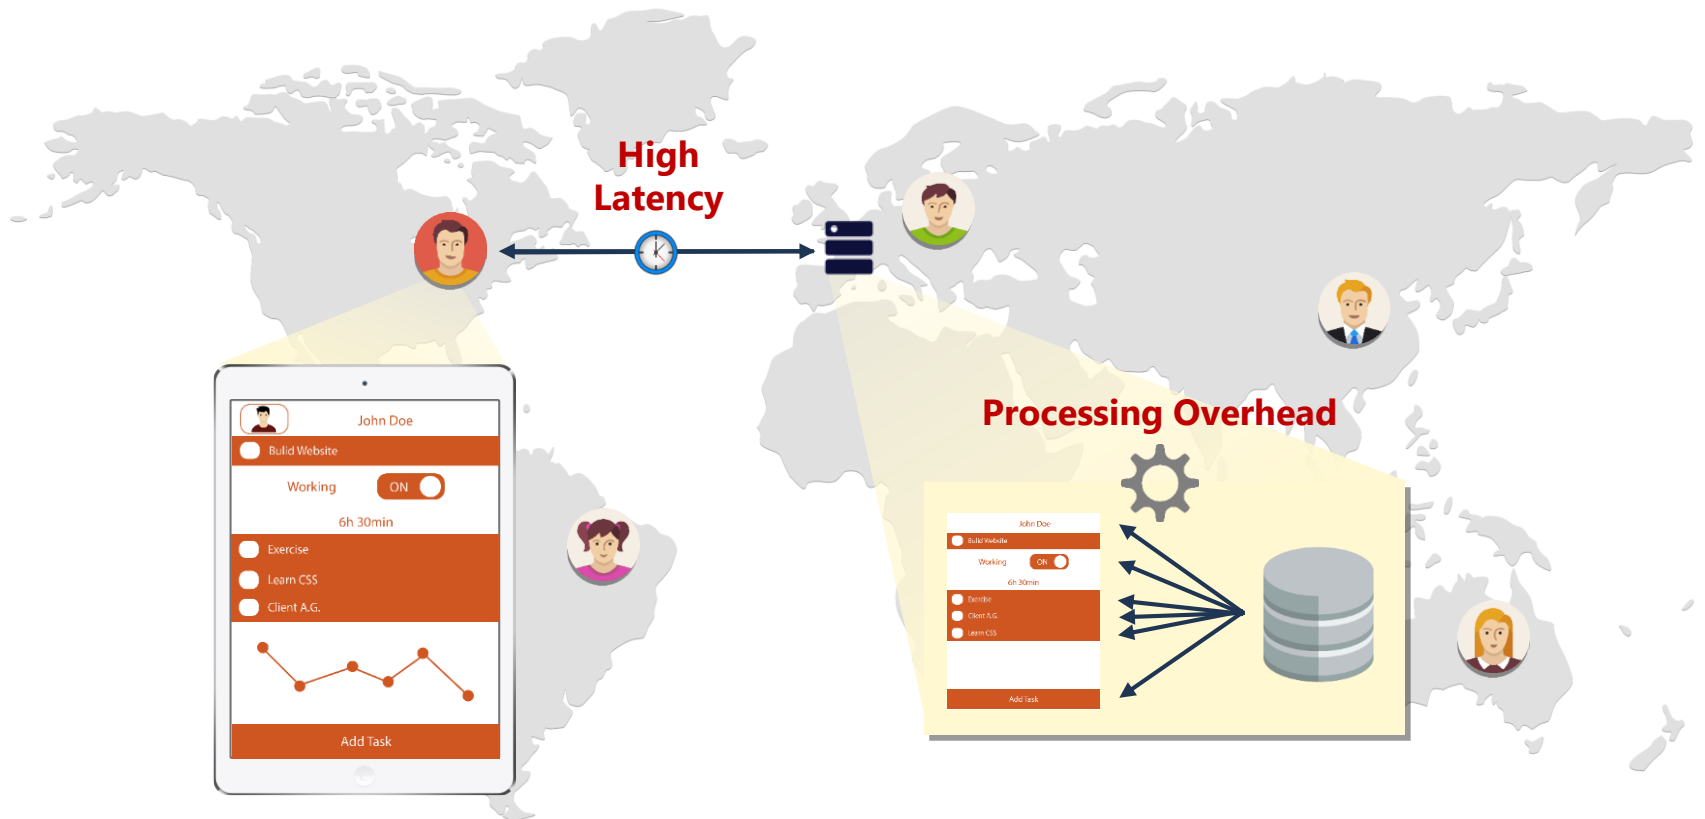 High
Latency
John Doe
Bulid Website
Working
ON
6h 30min
Exercise
Learn CSS
Client A.G.
Add Task
Processing Overhead
John Doe
Bulid Website
Working
ON
6h 30min
Exercise
Client A.G.
Learn CSS
Add Task